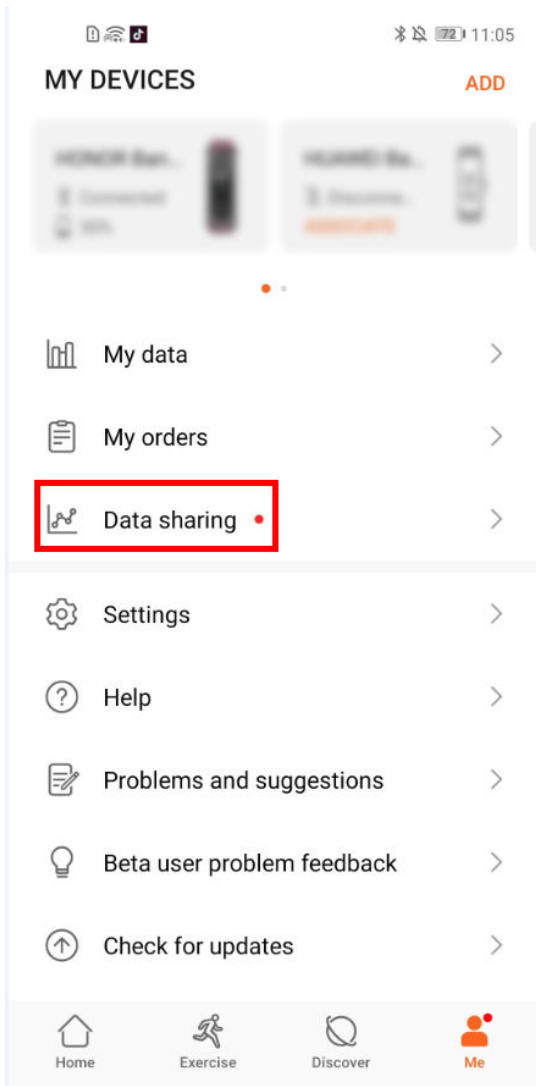 72 11:05
MY DEVICES ADD
My data
My orders
Data sharing
Settings
Help
Problems and suggestions
Beta user problem feedback
Check for updates
Home Exercise Discover Me